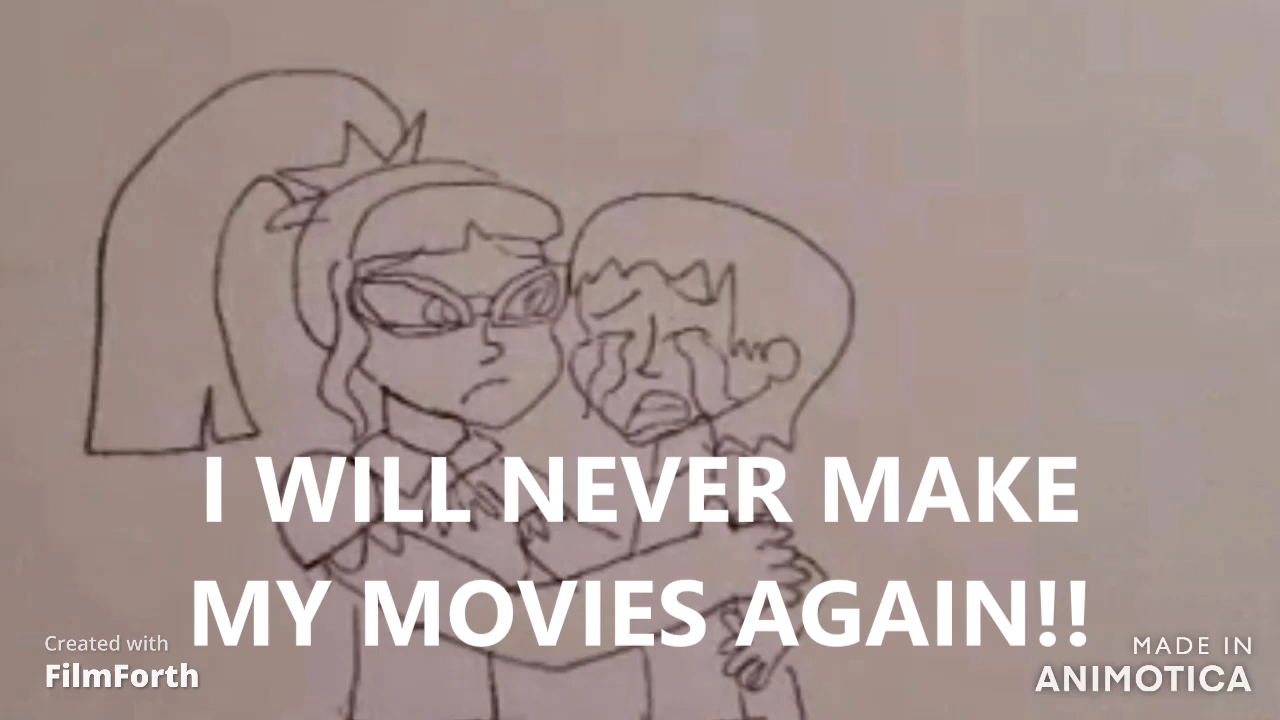 I WILL NEVER MAKE
MY MOVIES AGAIN!!
Created with
FilmForth
MADE IN
ANIMOTICA